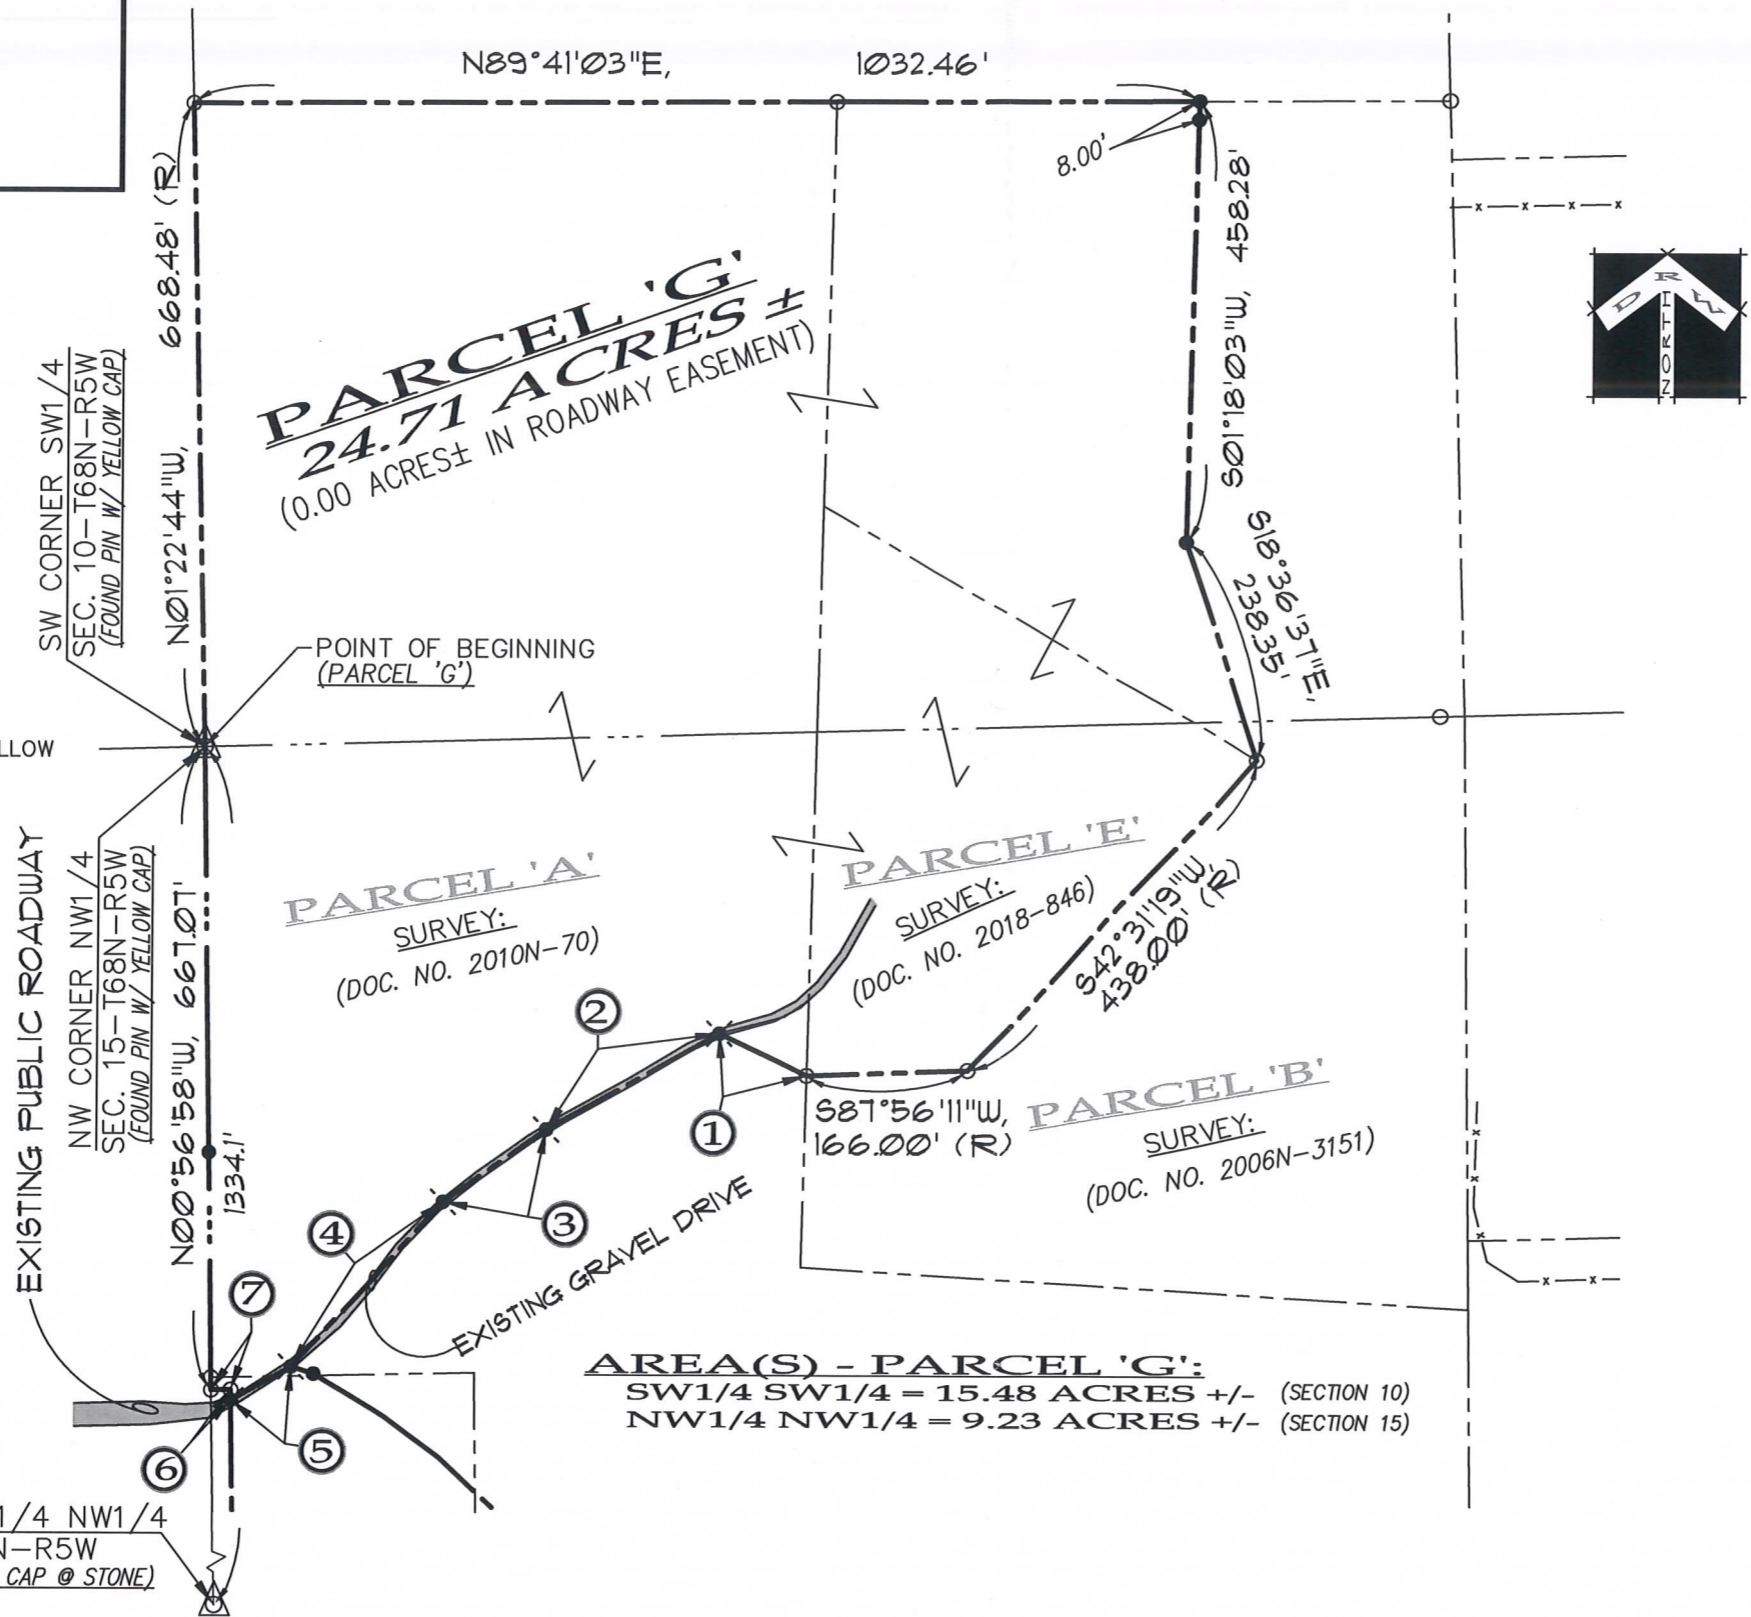 N89°41'03"E, 1032.46'
8.00'
668.48' (R)
N01°22'44"W,
S01°18'03"W, 458.28'
D R W
NORTH
PARCEL 'G'
24.71 ACRES ±
(0.00 ACRES± IN ROADWAY EASEMENT)
SW CORNER SW1/4
SEC. 10-T68N-R5W
(FOUND PIN W/ YELLOW CAP)
S18°36'37"E,
238.35'
POINT OF BEGINNING
(PARCEL 'G')
LLOW
EXISTING PUBLIC ROADWAY
NW CORNER NW1/4
SEC. 15-T68N-R5W
(FOUND PIN W/ YELLOW CAP)
N00°56'58"W, 667.07'
1334.1'
PARCEL 'A'
SURVEY:
(DOC. NO. 2010N-70)
PARCEL 'E'
SURVEY:
(DOC. NO. 2018-846)
S42°31'19"W,
438.00' (R)
2
1
S87°56'11"W,
166.00' (R)
PARCEL 'B'
SURVEY:
(DOC. NO. 2006N-3151)
3
4
EXISTING GRAVEL DRIVE
7
5
6
AREA(S) - PARCEL 'G':
SW1/4 SW1/4 = 15.48 ACRES +/- (SECTION 10)
NW1/4 NW1/4 = 9.23 ACRES +/- (SECTION 15)
1/4 NW1/4
N-R5W
CAP @ STONE)